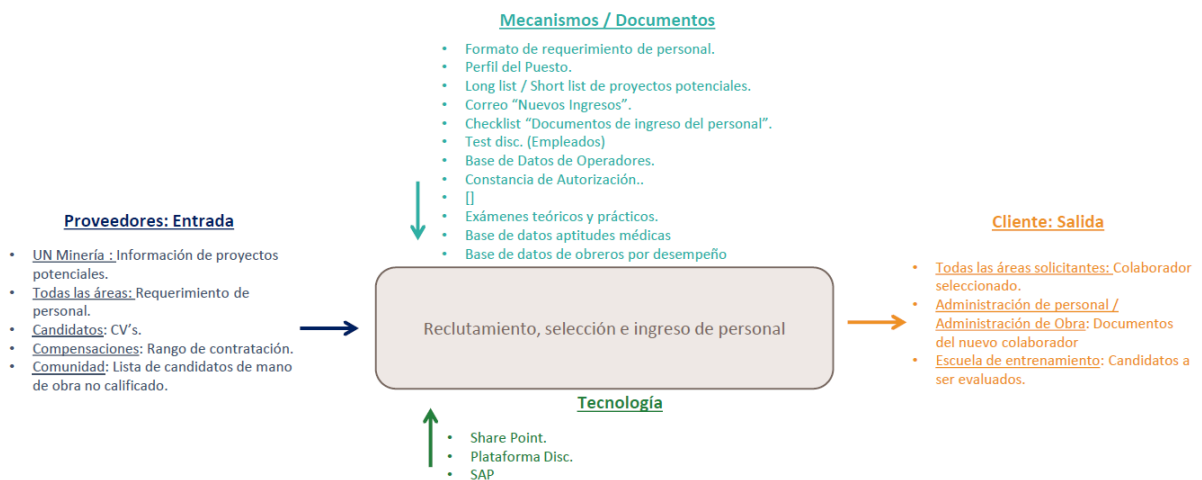 Mecanismos / Documentos
• Formato de requerimiento de personal.
• Perfil del Puesto.
• Long list / Short list de proyectos potenciales.
• Correo “Nuevos Ingresos”.
• Checklist “Documentos de ingreso del personal”.
• Test disc. (Empleados)
• Base de Datos de Operadores.
• Constancia de Autorización..
• []
• Exámenes teóricos y prácticos.
• Base de datos aptitudes médicas
• Base de datos de obreros por desempeño
Proveedores: Entrada
• UN Minería : Información de proyectos
potenciales.
• Todas las áreas: Requerimiento de
personal.
• Candidatos: CV’s.
• Compensaciones: Rango de contratación.
• Comunidad: Lista de candidatos de mano
de obra no calificado.
Reclutamiento, selección e ingreso de personal
Cliente: Salida
• Todas las áreas solicitantes: Colaborador
seleccionado.
• Administración de personal /
Administración de Obra: Documentos
del nuevo colaborador
• Escuela de entrenamiento: Candidatos a
ser evaluados.
Tecnología
• Share Point.
• Plataforma Disc.
• SAP